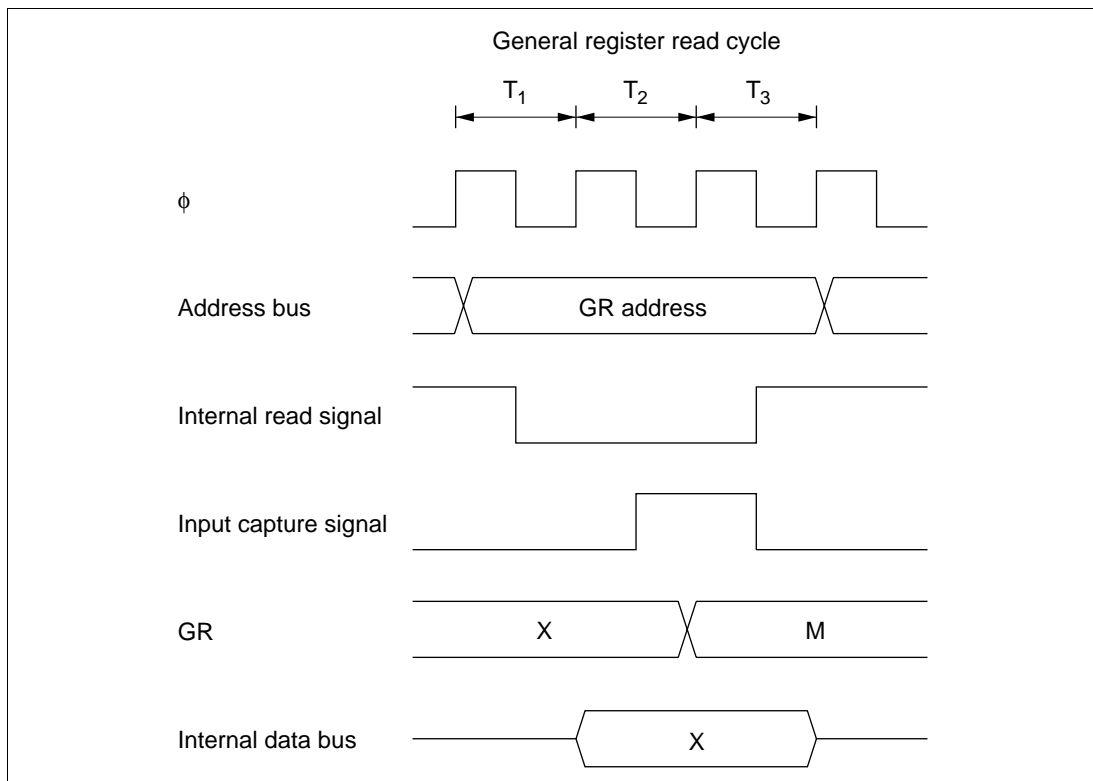 General register read cycle
T1 T2 T3
ϕ
Address bus GR address
Internal read signal
Input capture signal
GR X M
Internal data bus X